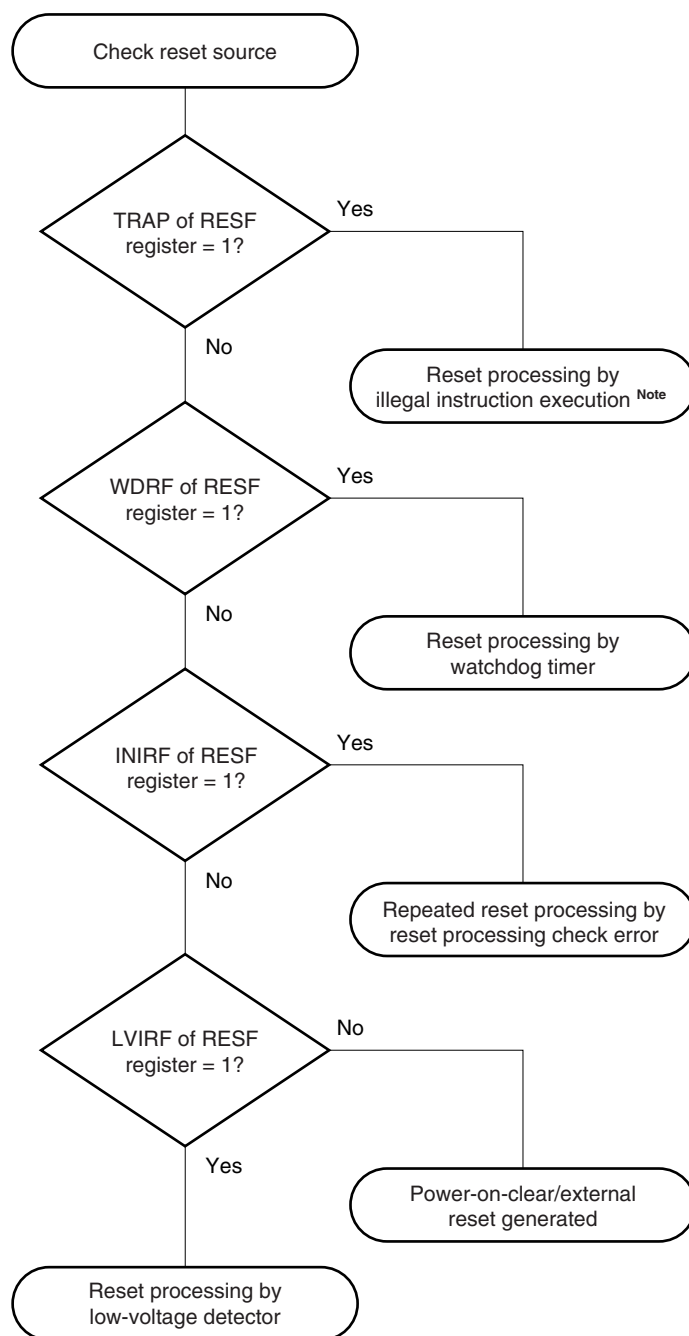 Check reset source
TRAP of RESF
register = 1?
Yes
No
Reset processing by
illegal instruction execution Note
WDRF of RESF
register = 1?
Yes
No
Reset processing by
watchdog timer
INIRF of RESF
register = 1?
Yes
No
Repeated reset processing by
reset processing check error
LVIRF of RESF
register = 1?
No
Yes
Power-on-clear/external
reset generated
Reset processing by
low-voltage detector